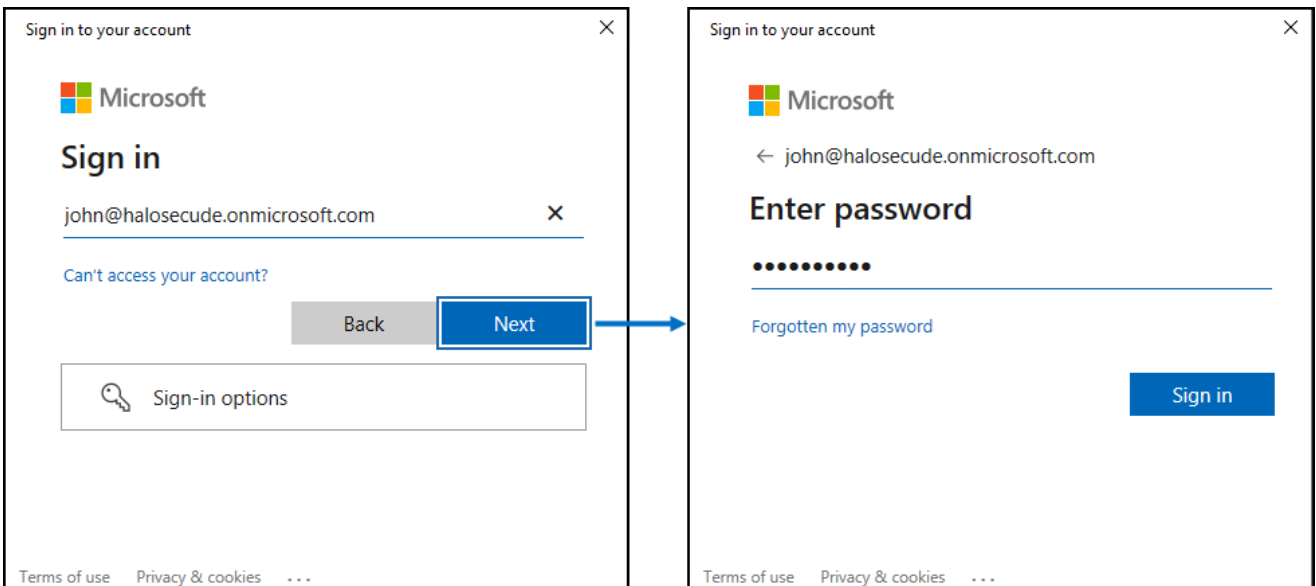 Sign in to your account
Microsoft
Sign in
john@halosecude.onmicrosoft.com
Can't access your account?
Back Next
Sign-in options
Terms of use Privacy & cookies ...
Sign in to your account
Microsoft
← john@halosecude.onmicrosoft.com
Enter password
••••••••••
Forgotten my password
Sign in
Terms of use Privacy & cookies ...